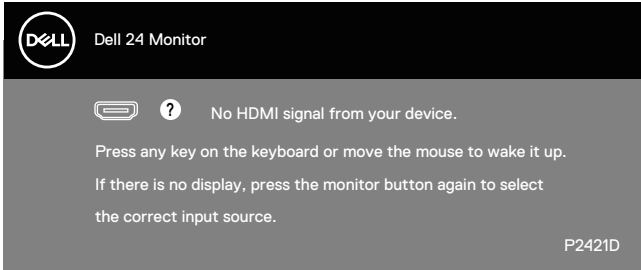 DELL
Dell 24 Monitor
? No HDMI signal from your device.
Press any key on the keyboard or move the mouse to wake it up.
If there is no display, press the monitor button again to select
the correct input source.
P2421D